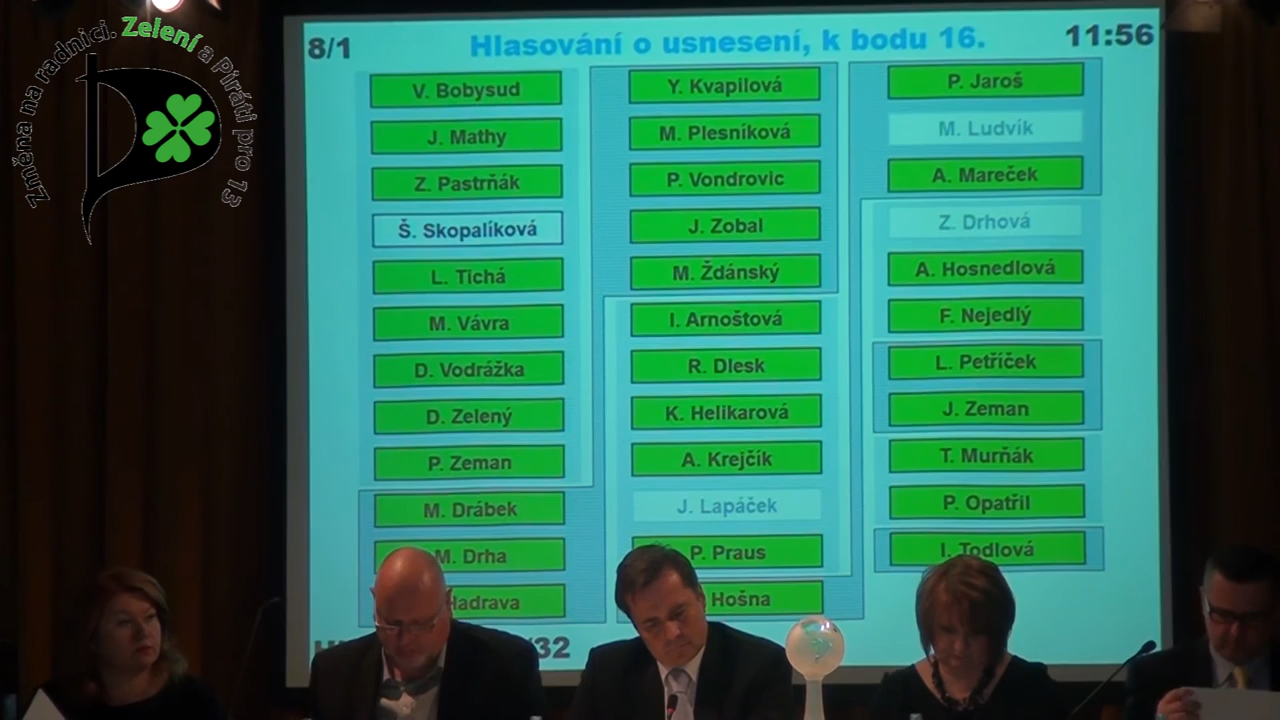 Změna na radnici. Zelení a Piráti pro 13
8/1
Hlasování o usnesení, k bodu 16.
11:56
V. Bobysud
J. Mathy
Z. Pastrňák
Š. Skopalíková
L. Tichá
M. Vávra
D. Vodrážka
D. Zelený
P. Zeman
M. Drábek
M. Drha
Hadrava
Y. Kvapilová
M. Plesníková
P. Vondrovic
J. Zobal
M. Ždánský
I. Arnoštová
R. Dlesk
K. Helikarová
A. Krejčík
J. Lapáček
P. Praus
Hošna
P. Jaroš
M. Ludvík
A. Mareček
Z. Drhová
A. Hosnedlová
F. Nejedlý
L. Petříček
J. Zeman
T. Murňák
P. Opatřil
I. Todlová
/32